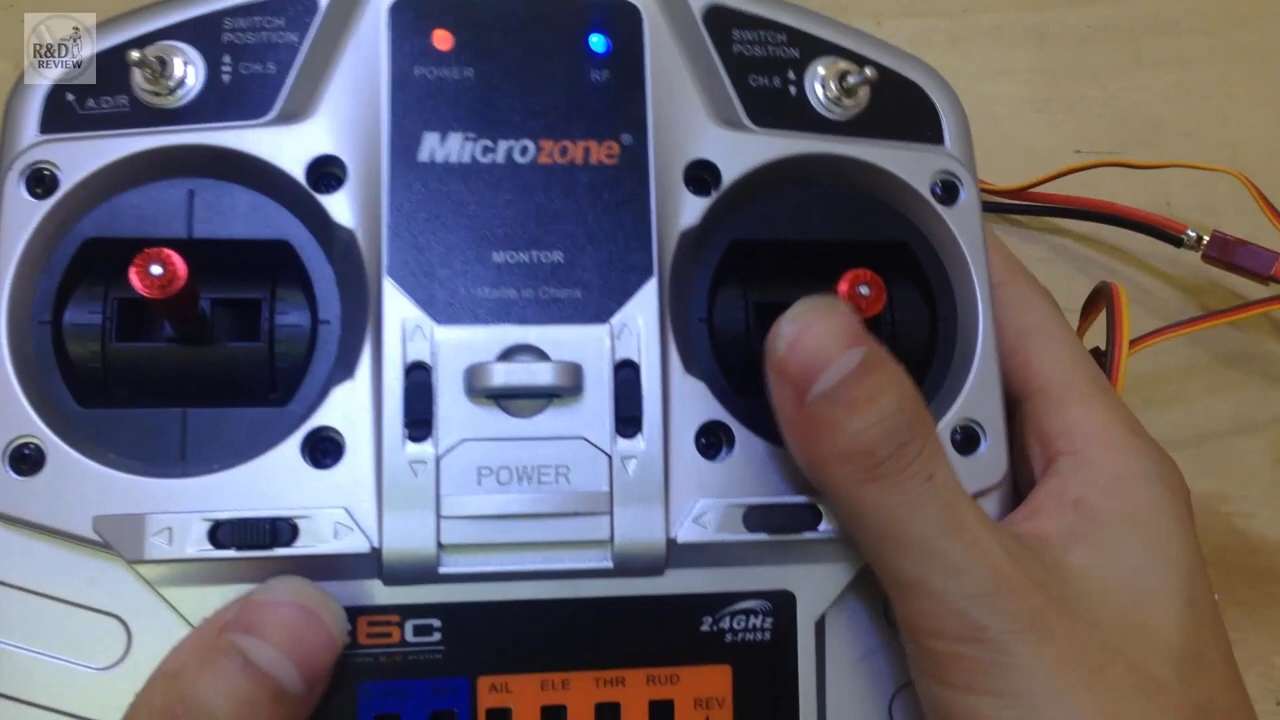 R&D
REVIEW
SWITCH
POSITION
CH.5
A.D/R
POWER
RF
SWITCH
POSITION
CH.6
Microzone®
MONTOR
Made in China
POWER
6C
2.4GHz
S-FHSS
AIL ELE THR RUD
REV